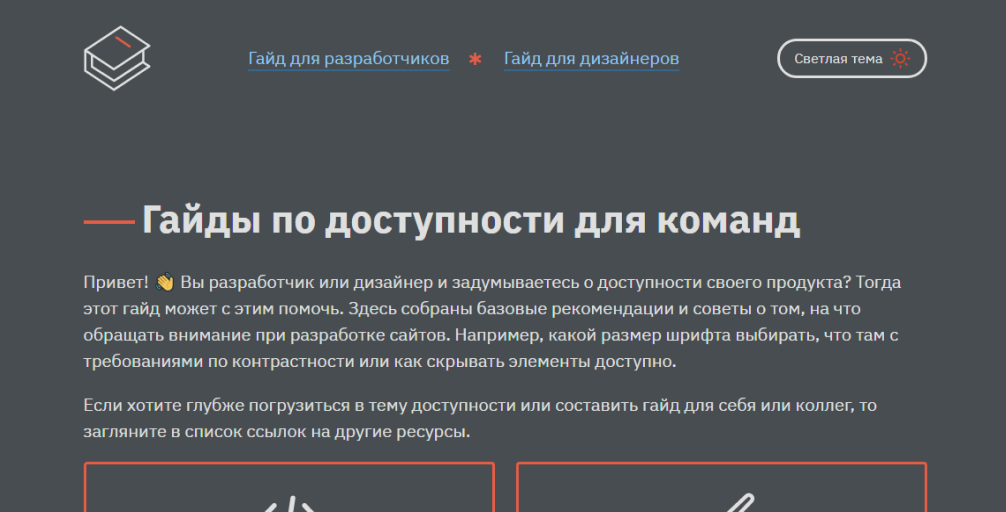 Гайд для разработчиков * Гайд для дизайнеров Светлая тема
Гайды по доступности для команд
Привет! 👋 Вы разработчик или дизайнер и задумываетесь о доступности своего продукта? Тогда
этот гайд может с этим помочь. Здесь собраны базовые рекомендации и советы о том, на что
обращать внимание при разработке сайтов. Например, какой размер шрифта выбирать, что там с
требованиями по контрастности или как скрывать элементы доступно.
Если хотите глубже погрузиться в тему доступности или составить гайд для себя или коллег, то
загляните в список ссылок на другие ресурсы.